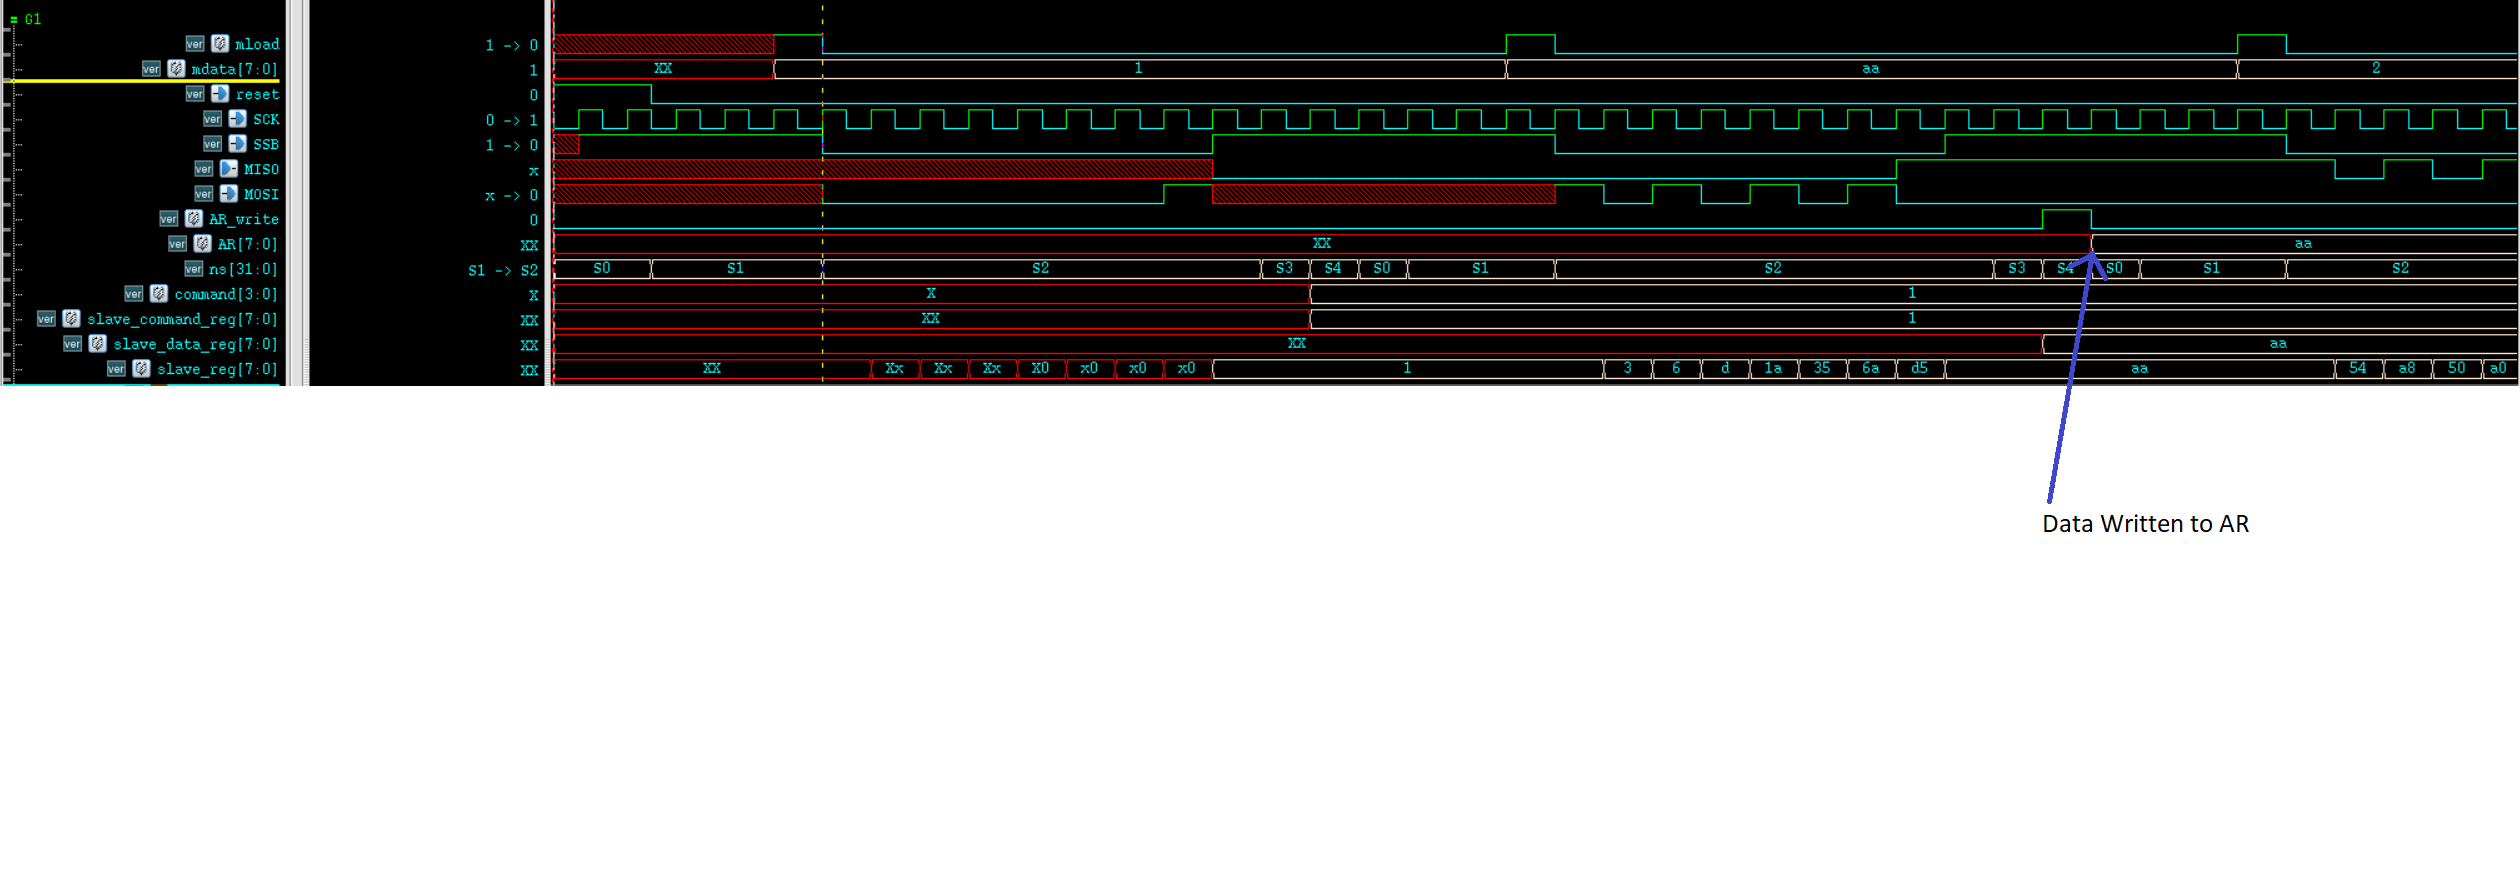 G1
ver mload 1 -> 0
ver mdata[7:0] 1 XX 1 aa 2
ver reset 0
ver SCK 0 -> 1
ver SSB 1 -> 0
ver MISO x
ver MOSI x -> 0
ver AR_write 0
ver AR[7:0] XX XX aa
ver ns[31:0] S1 -> S2 S0 S1 S2 S3 S4 S0 S1 S2 S3 S4 S0 S1 S2
ver command[3:0] X X 1
ver slave_command_reg[7:0] XX XX 1
ver slave_data_reg[7:0] XX XX aa
ver slave_reg[7:0] XX XX Xx Xx Xx X0 x0 x0 x0 1 3 6 d 1a 35 6a d5 aa 54 a8 50 a0
Data Written to AR